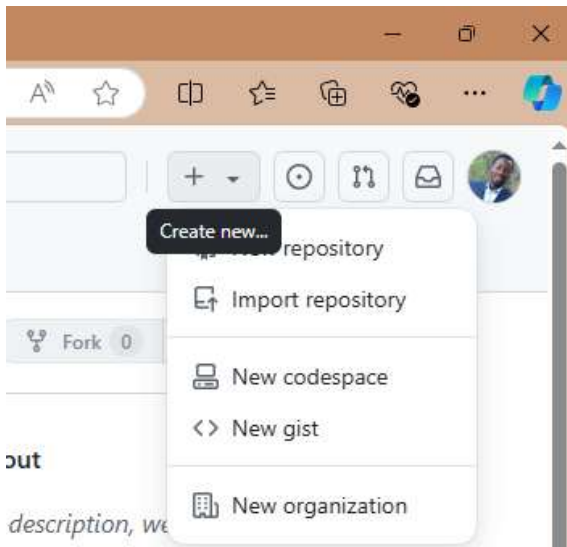 Create new...
repository
Import repository
Fork 0
New codespace
New gist
out
New organization
description, we